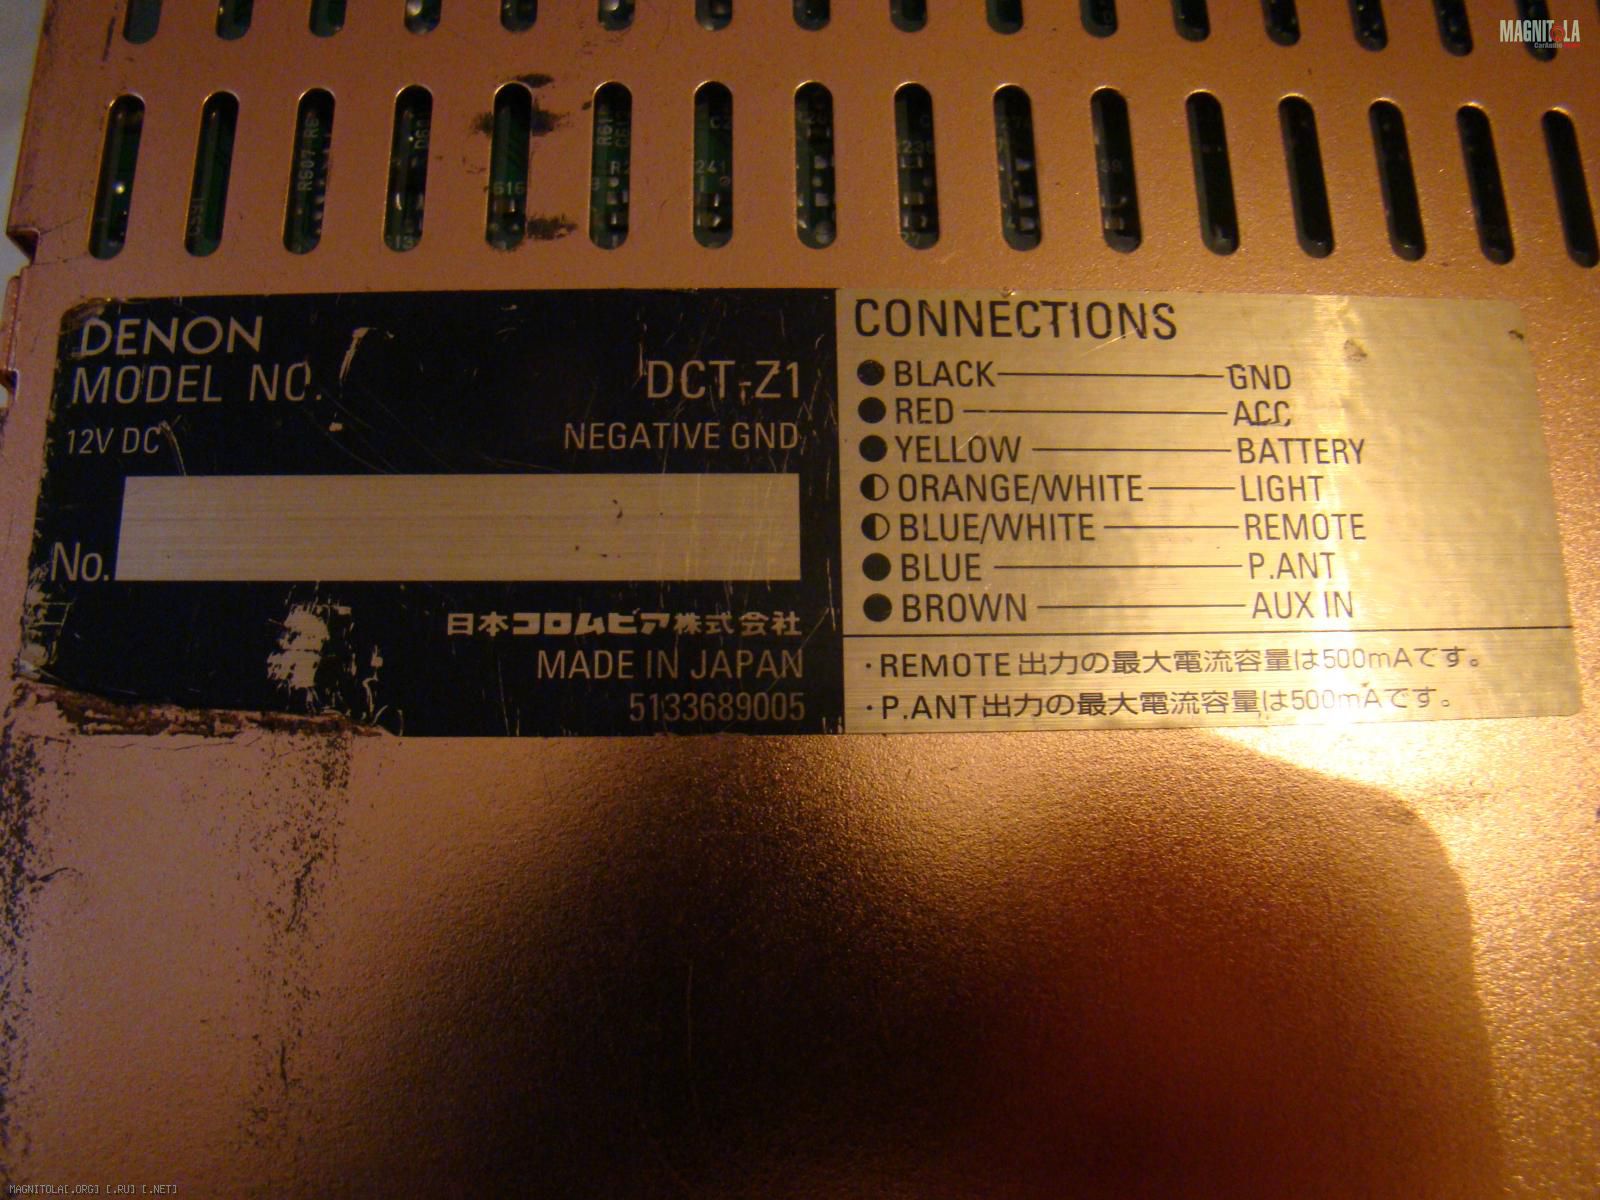 MAGNITOLA
DENON
MODEL NO. DCT-Z1
12V DC NEGATIVE GND
No.
日本コロムビア株式会社
MADE IN JAPAN
5133689005
CONNECTIONS
BLACK GND
RED ACC
YELLOW BATTERY
ORANGE/WHITE LIGHT
BLUE/WHITE REMOTE
BLUE P.ANT
BROWN AUX IN
・REMOTE出力の最大電流容量は500mAです。
・P.ANT出力の最大電流容量は500mAです。
MAGNITOLA[.ORG] [.RU] [.NET]